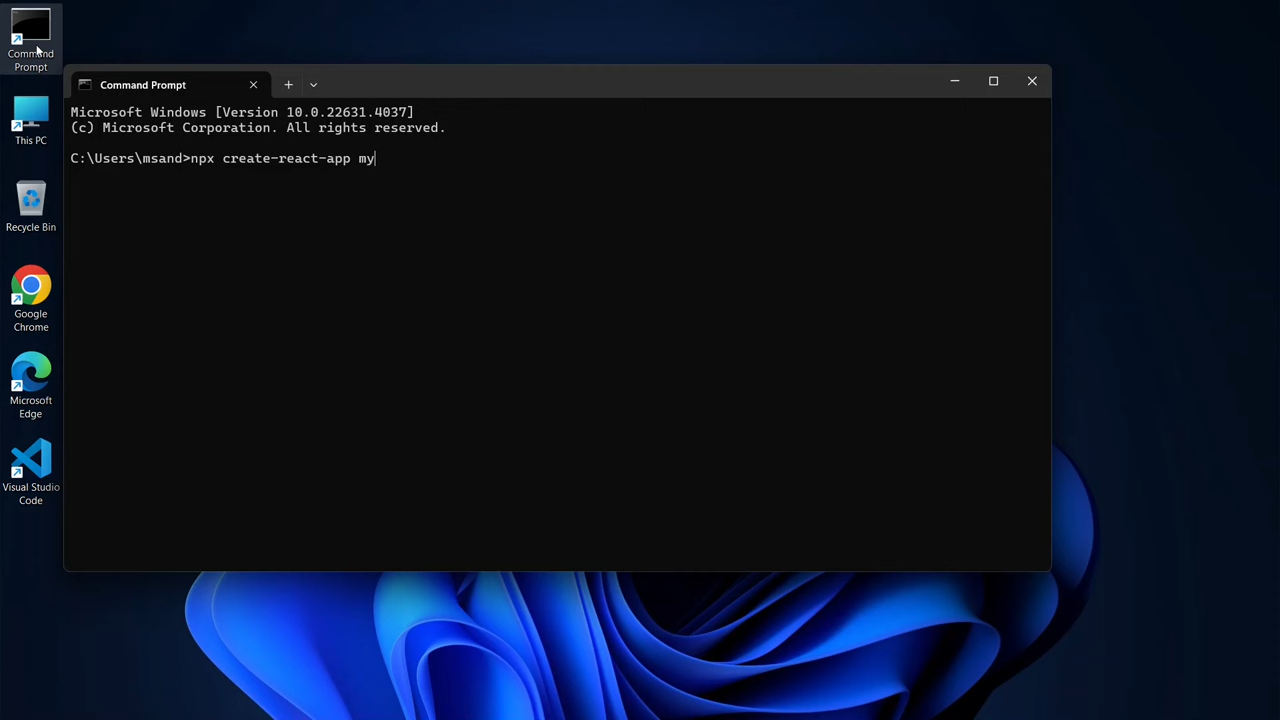 Command
Prompt
This PC
Recycle Bin
Google
Chrome
Microsoft
Edge
Visual Studio
Code
Command Prompt
Microsoft Windows [Version 10.0.22631.4037]
(c) Microsoft Corporation. All rights reserved.
C:\Users\msand>npx create-react-app my